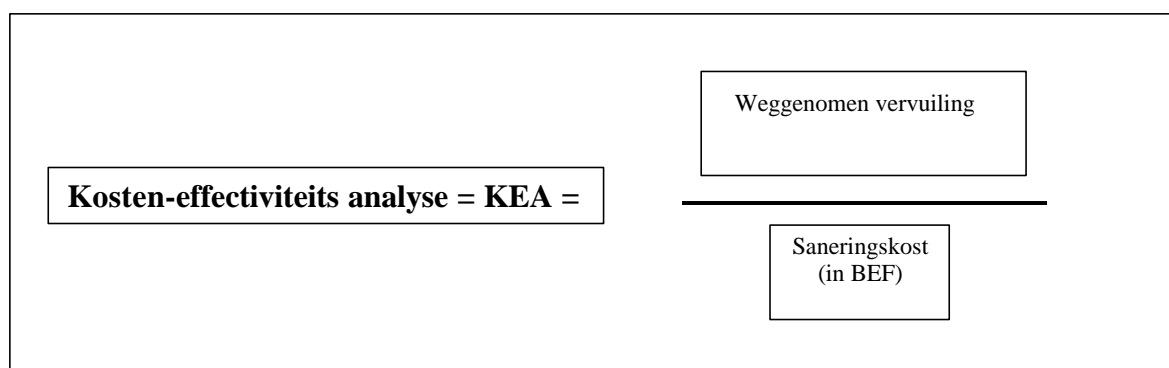 Weggenomen vervuiling
Kosten-effectiviteits analyse = KEA =
Saneringskost
(in BEF)